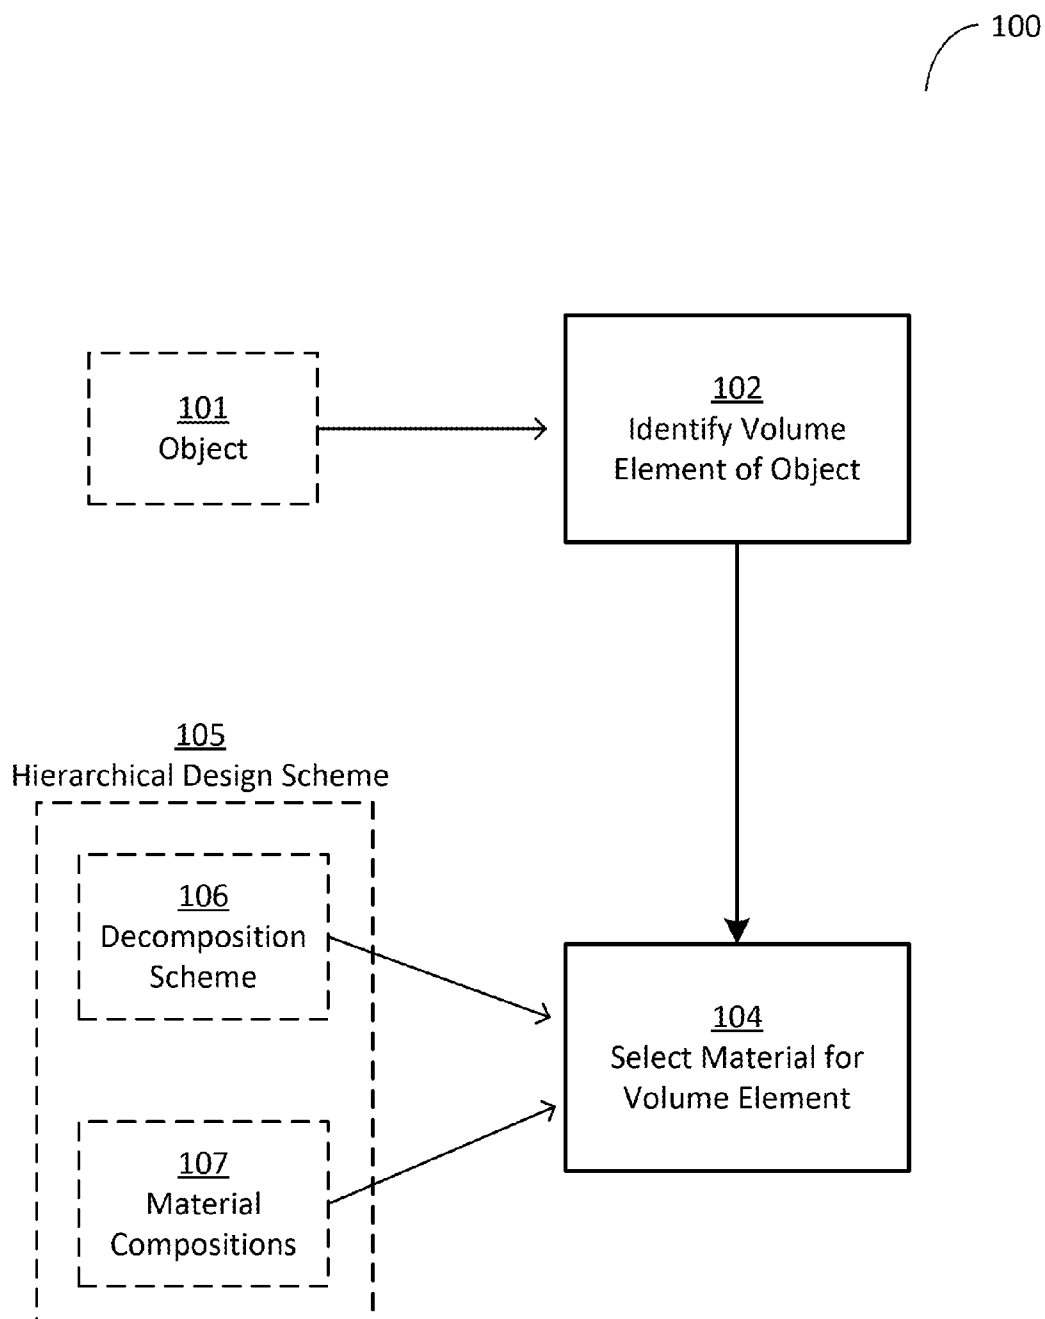 100
101
Object
102
Identify Volume
Element of Object
105
Hierarchical Design Scheme
106
Decomposition
Scheme
107
Material
Compositions
104
Select Material for
Volume Element